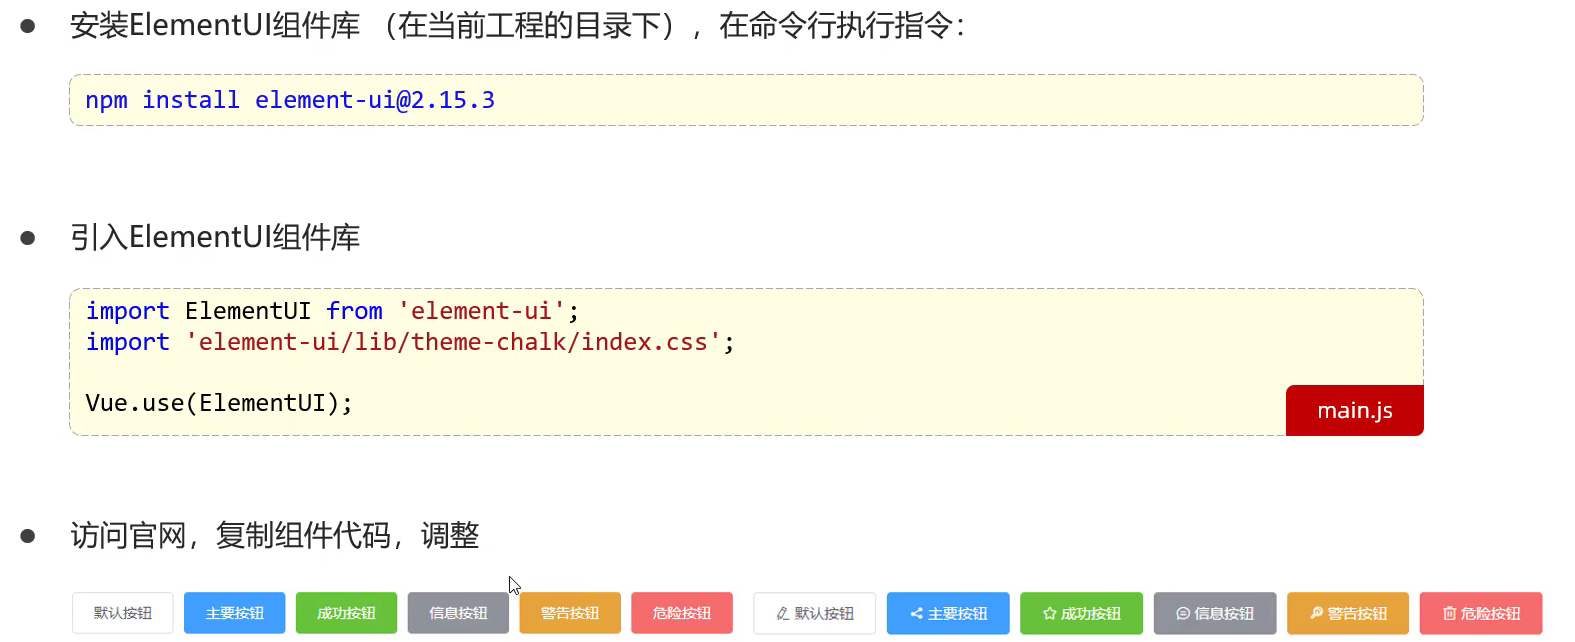 安装ElementUI组件库 （在当前工程的目录下），在命令行执行指令：
npm install element-ui@2.15.3
引入ElementUI组件库
import ElementUI from 'element-ui';
import 'element-ui/lib/theme-chalk/index.css';
Vue.use(ElementUI);
main.js
访问官网，复制组件代码，调整
默认按钮 主要按钮 成功按钮 信息按钮 警告按钮 危险按钮 默认按钮 主要按钮 成功按钮 信息按钮 警告按钮 危险按钮